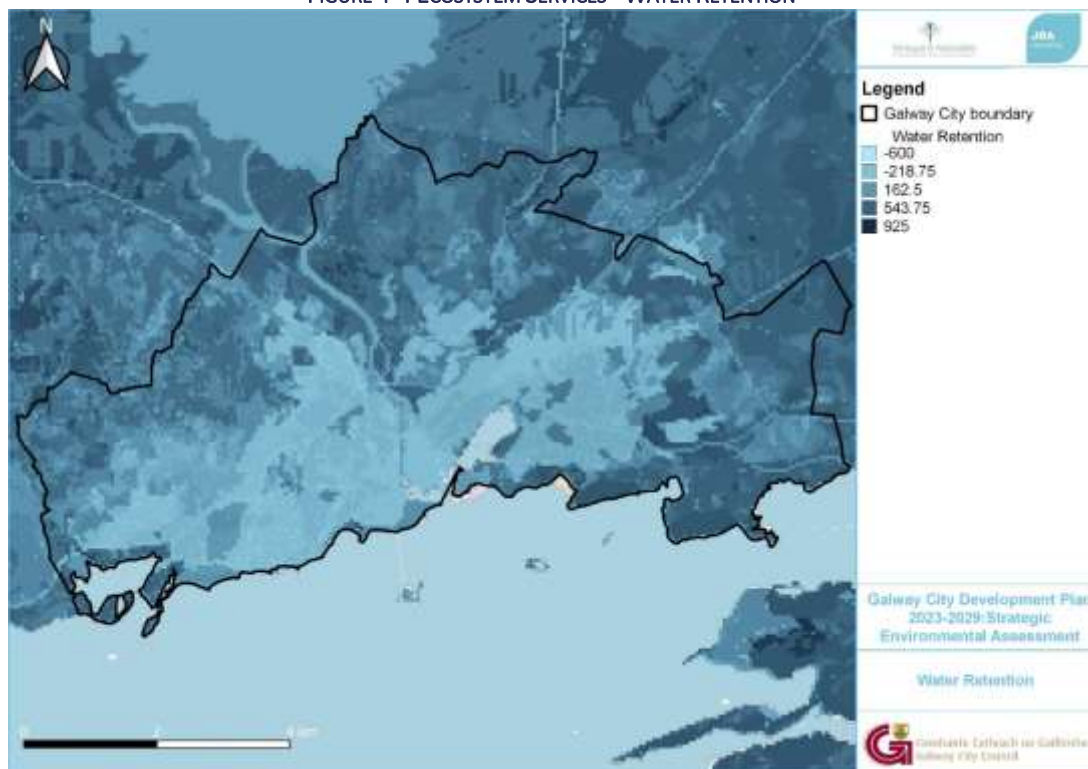 N
Legend
Galway City boundary
Water Retention
-600
-218.75
162.5
543.75
925
JBA
Galway City Development Plan
2023-2029: Strategic
Environmental Assessment
Water Retention
Galway City Council